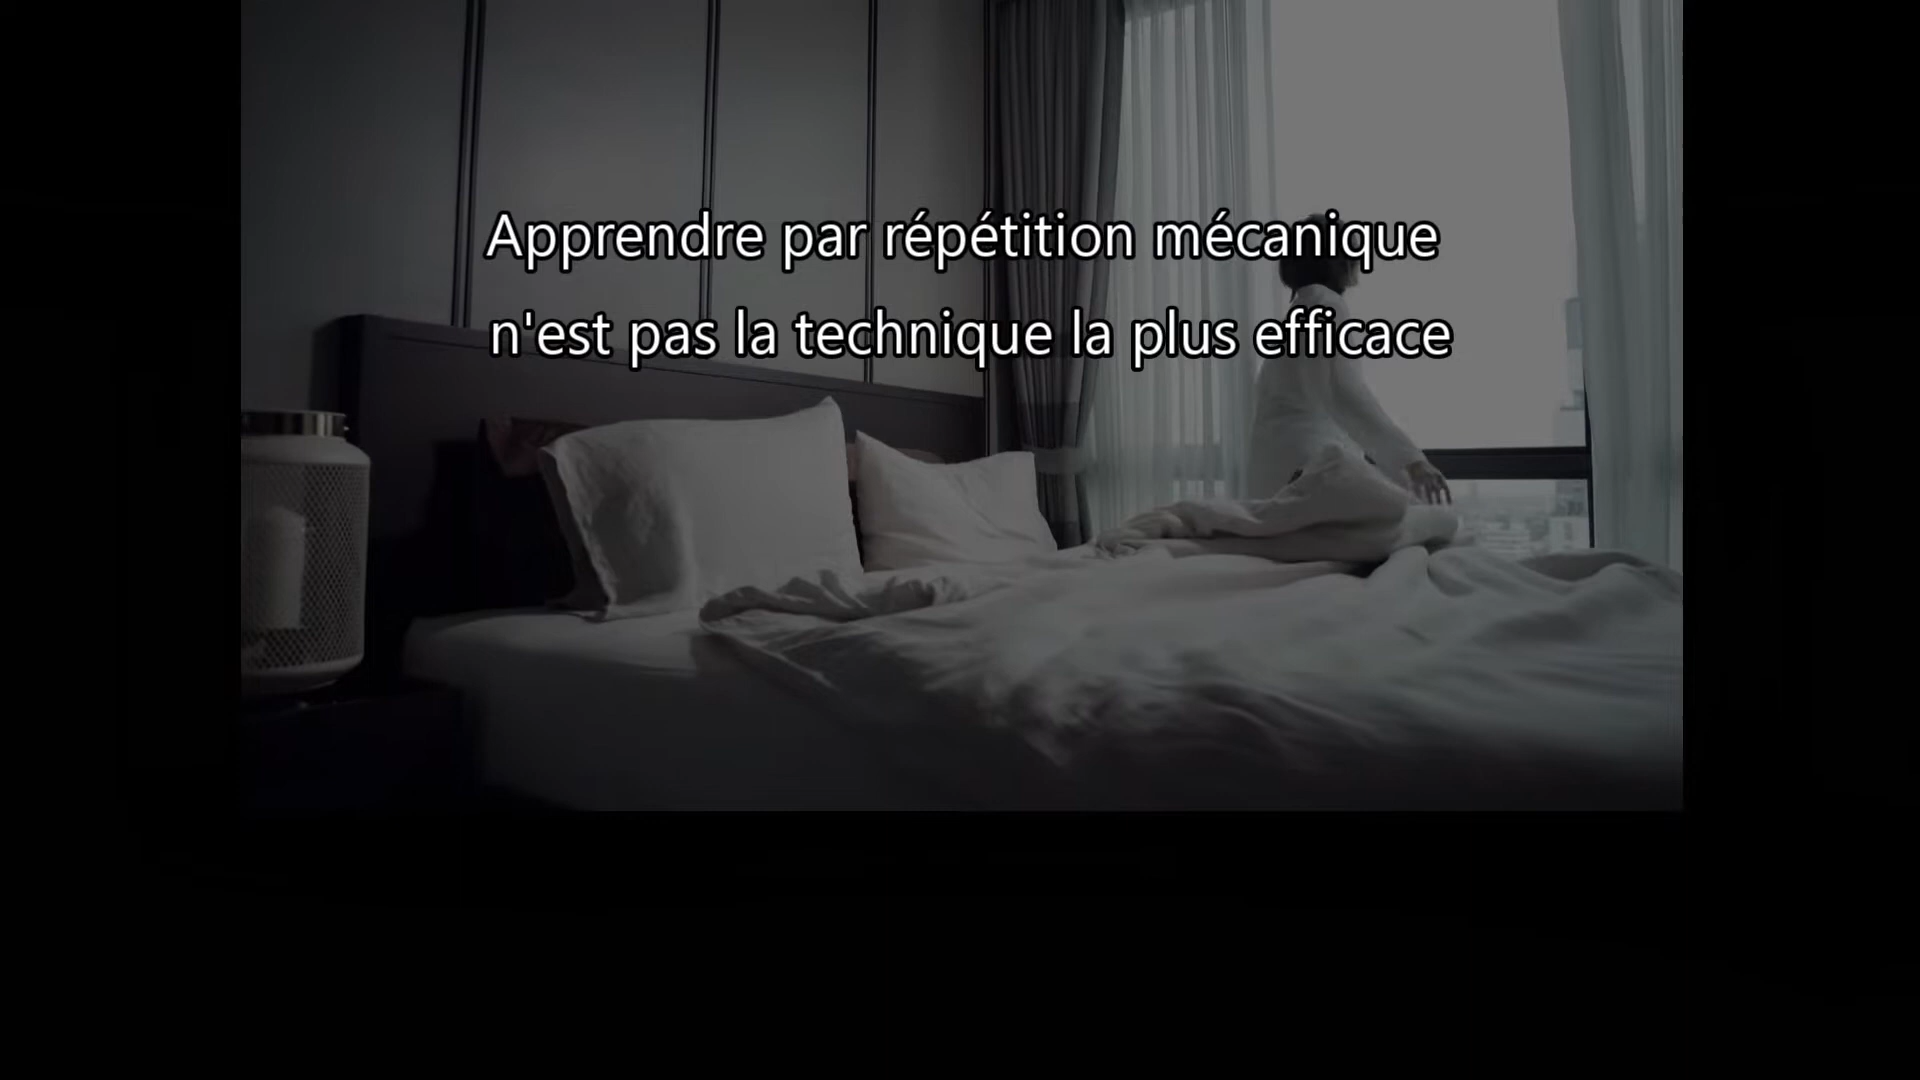 Apprendre par répétition mécanique
n'est pas la technique la plus efficace